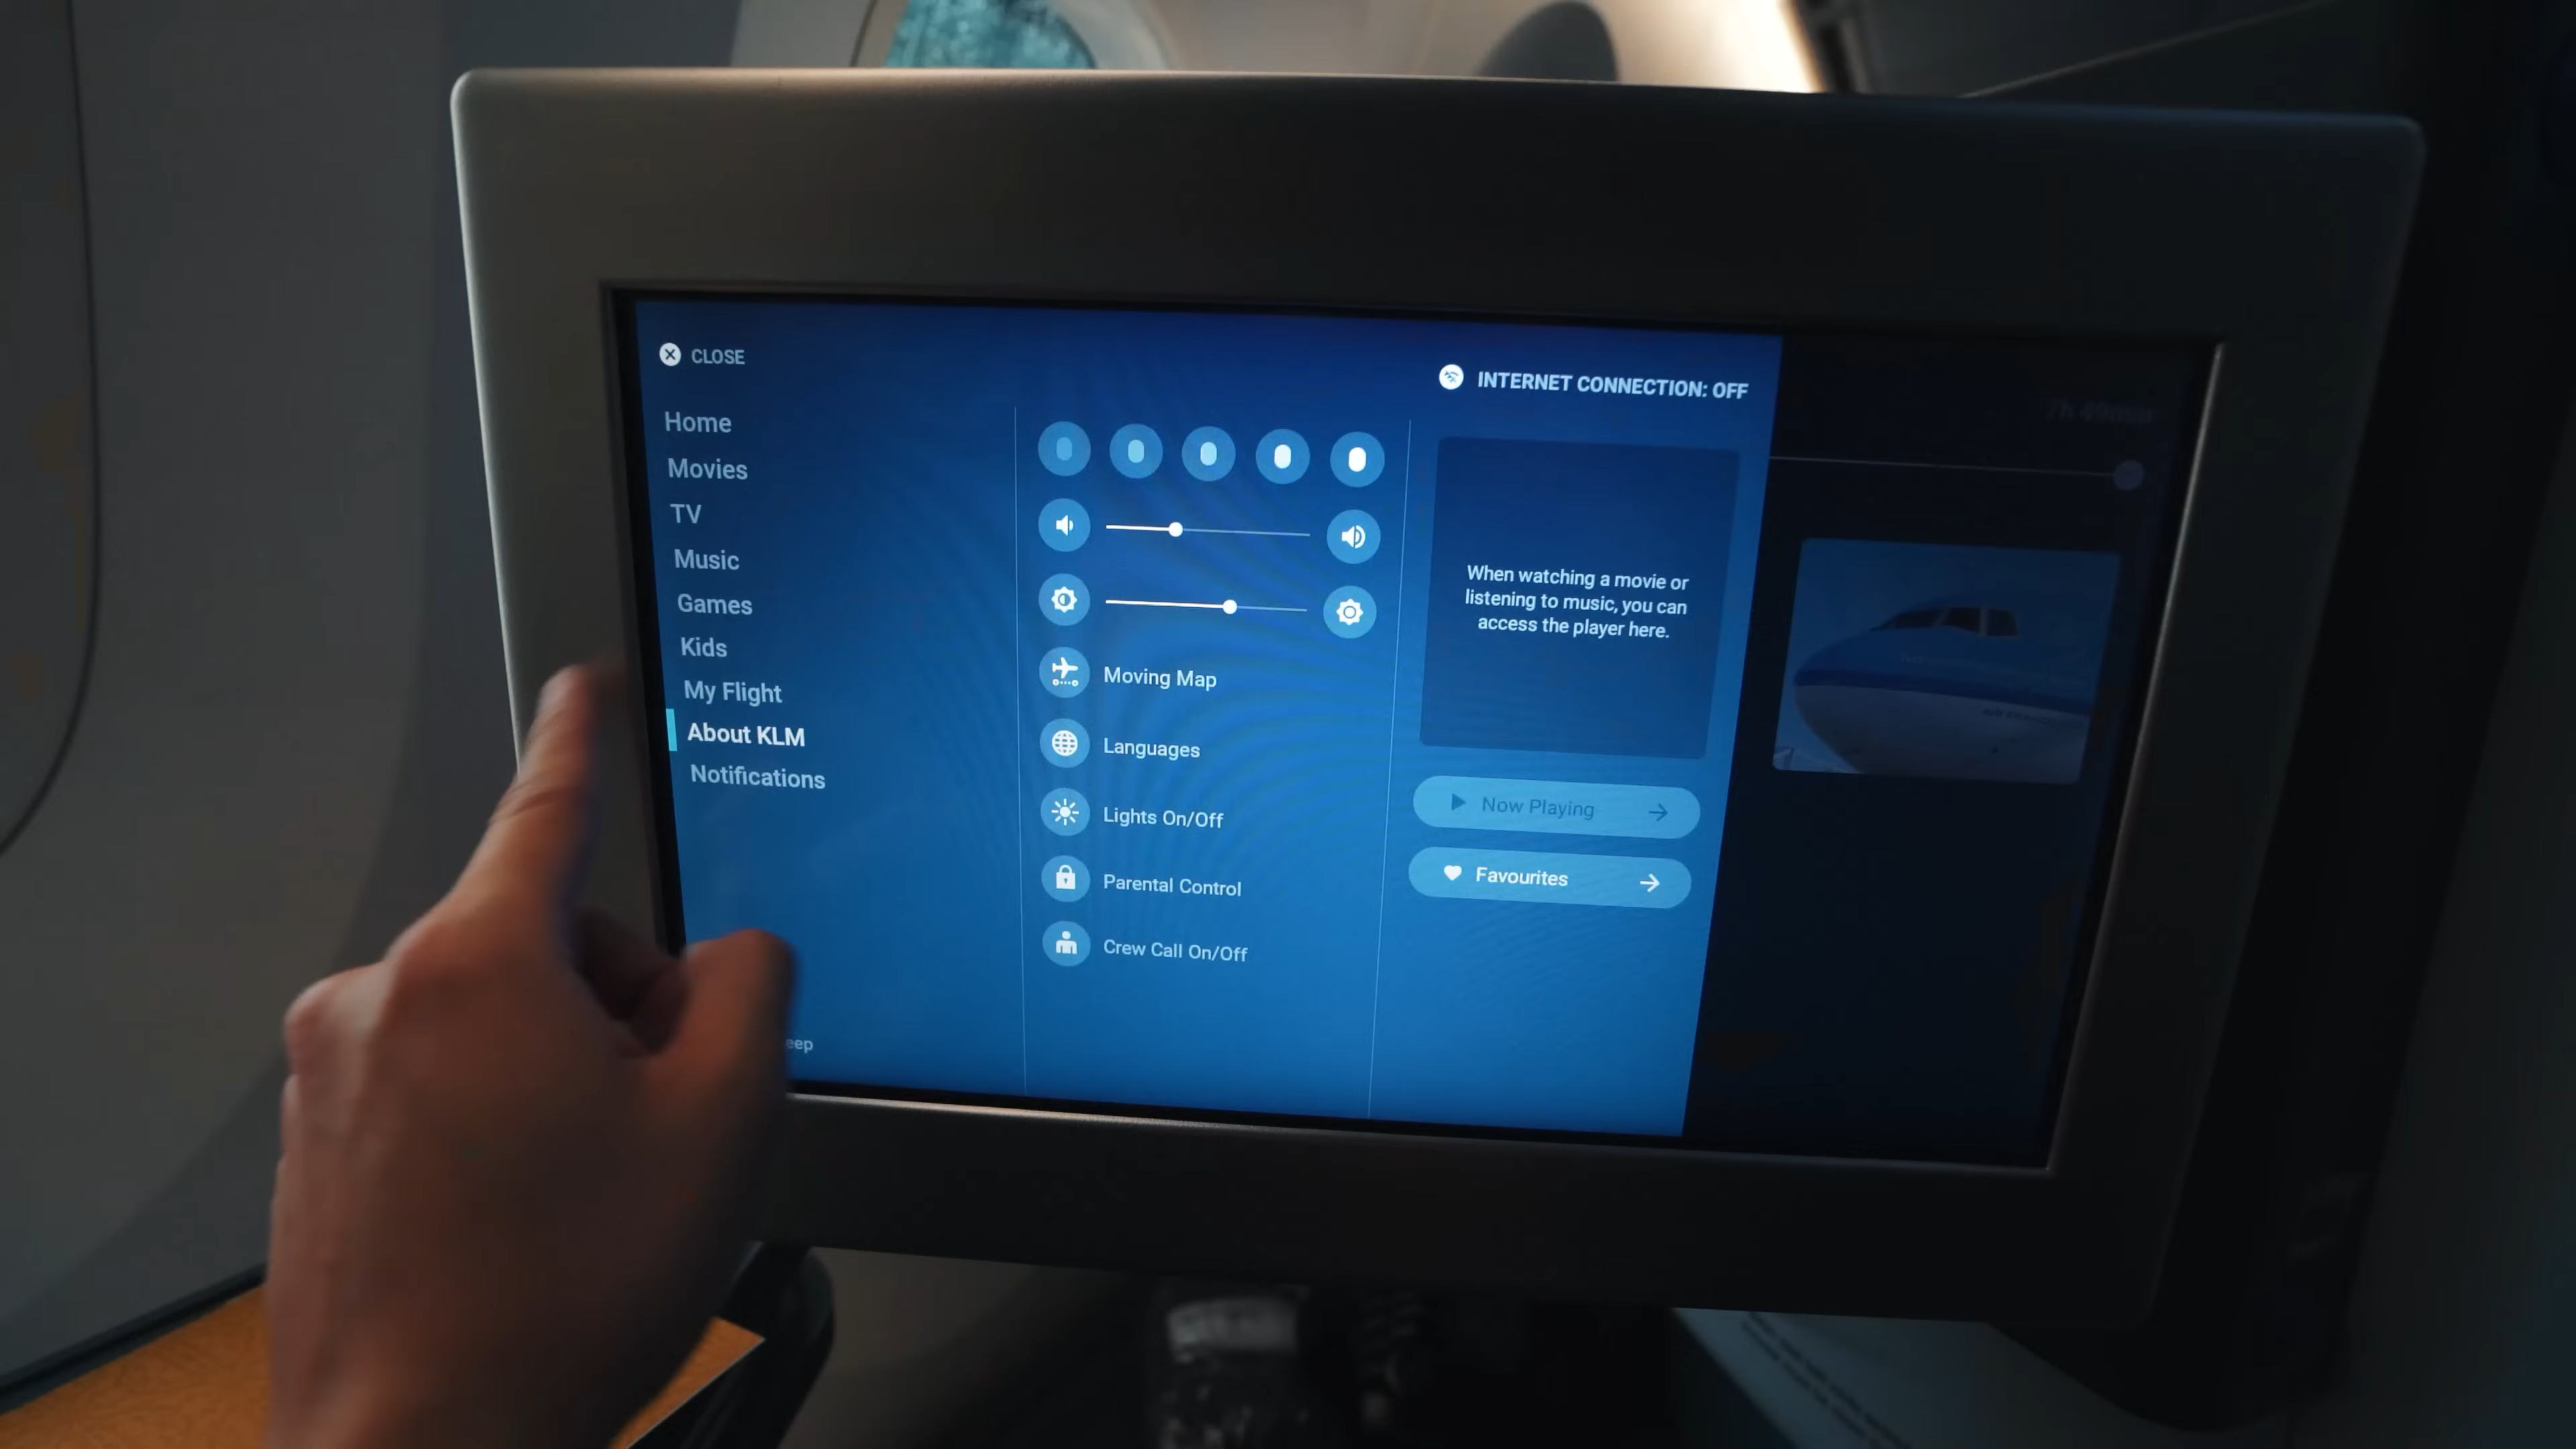 CLOSE
Home
Movies
TV
Music
Games
Kids
My Flight
About KLM
Notifications
Moving Map
Languages
Lights On/Off
Parental Control
Crew Call On/Off
INTERNET CONNECTION: OFF
When watching a movie or
listening to music, you can
access the player here.
Now Playing
Favourites
7h 49min